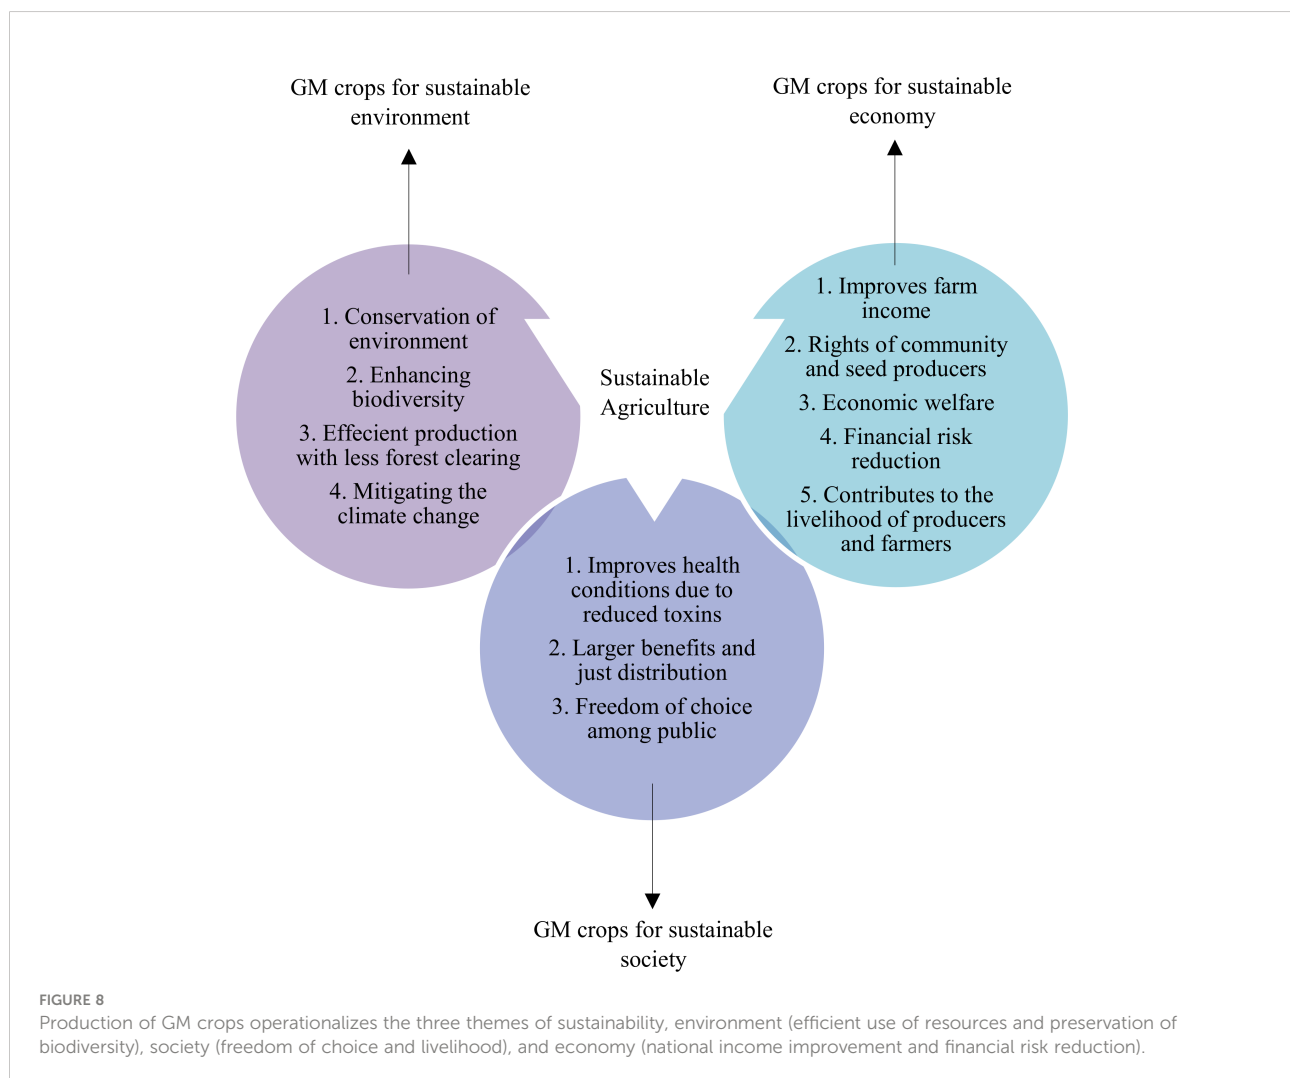 GM crops for sustainable
environment
GM crops for sustainable
economy
1. Conservation of
environment
2. Enhancing
biodiversity
3. Effecient production
with less forest clearing
4. Mitigating the
climate change
Sustainable
Agriculture
1. Improves farm
income
2. Rights of community
and seed producers
3. Economic welfare
4. Financial risk
reduction
5. Contributes to the
livelihood of producers
and farmers
1. Improves health
conditions due to
reduced toxins
2. Larger benefits and
just distribution
3. Freedom of choice
among public
GM crops for sustainable
society
FIGURE 8
Production of GM crops operationalizes the three themes of sustainability, environment (efficient use of resources and preservation of
biodiversity), society (freedom of choice and livelihood), and economy (national income improvement and financial risk reduction).